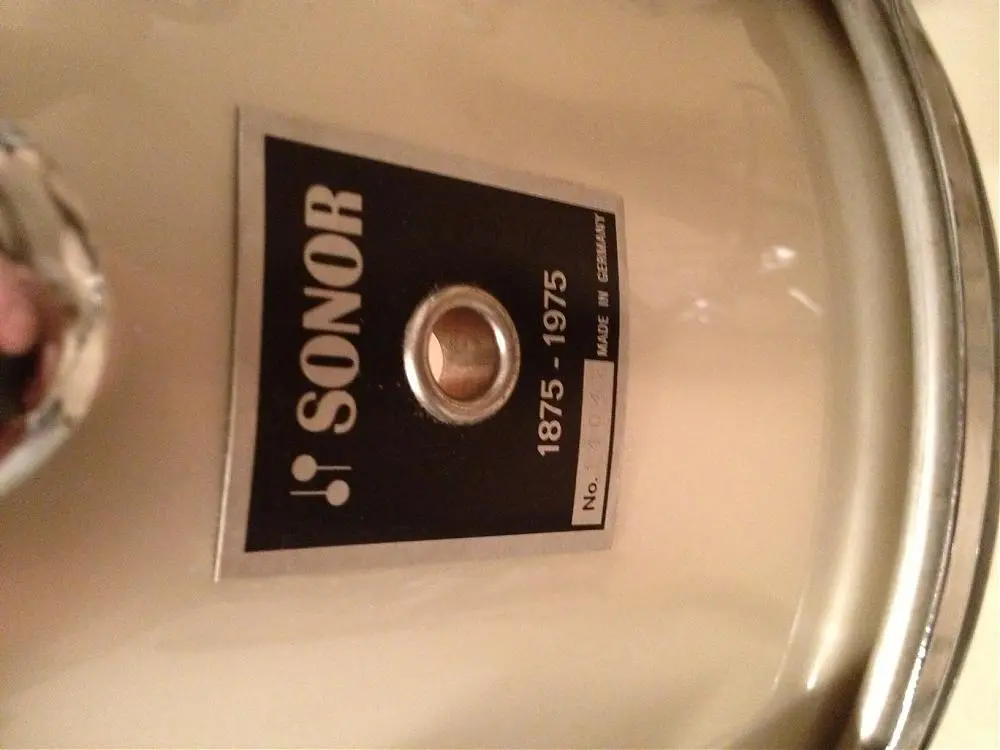 SONOR
1875 - 1975
No. MADE IN GERMANY